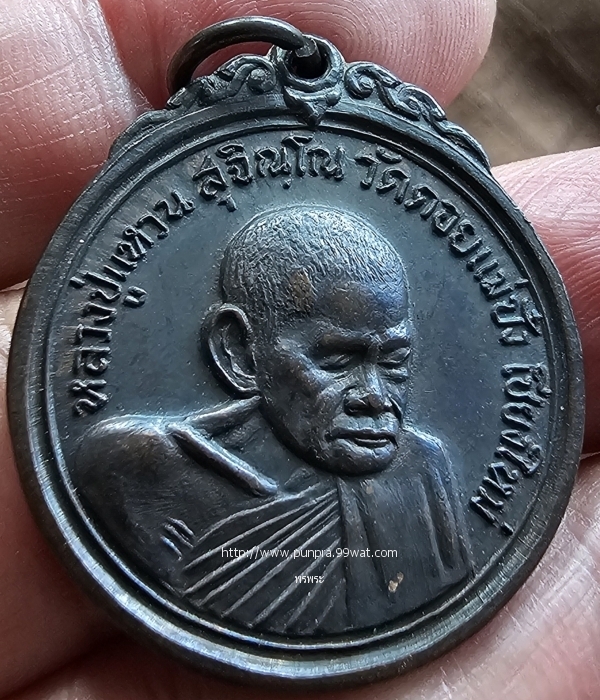 หลวงปู่แหวน สุจิณฺโณ วัดดอยแม่ปั๋ง เชียงใหม่
http://www.punpra.99wat.com
พรพระ